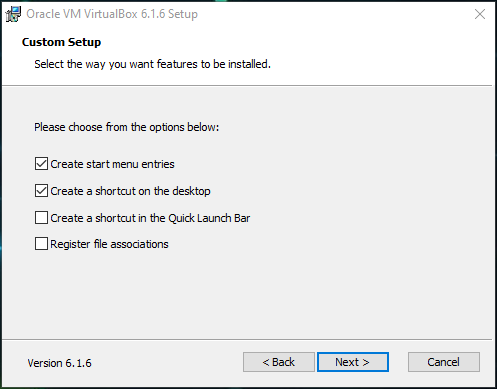 Oracle VM VirtualBox 6.1.6 Setup
Custom Setup
Select the way you want features to be installed.
Please choose from the options below:
Create start menu entries
Create a shortcut on the desktop
Create a shortcut in the Quick Launch Bar
Register file associations
Version 6.1.6
< Back
Next >
Cancel